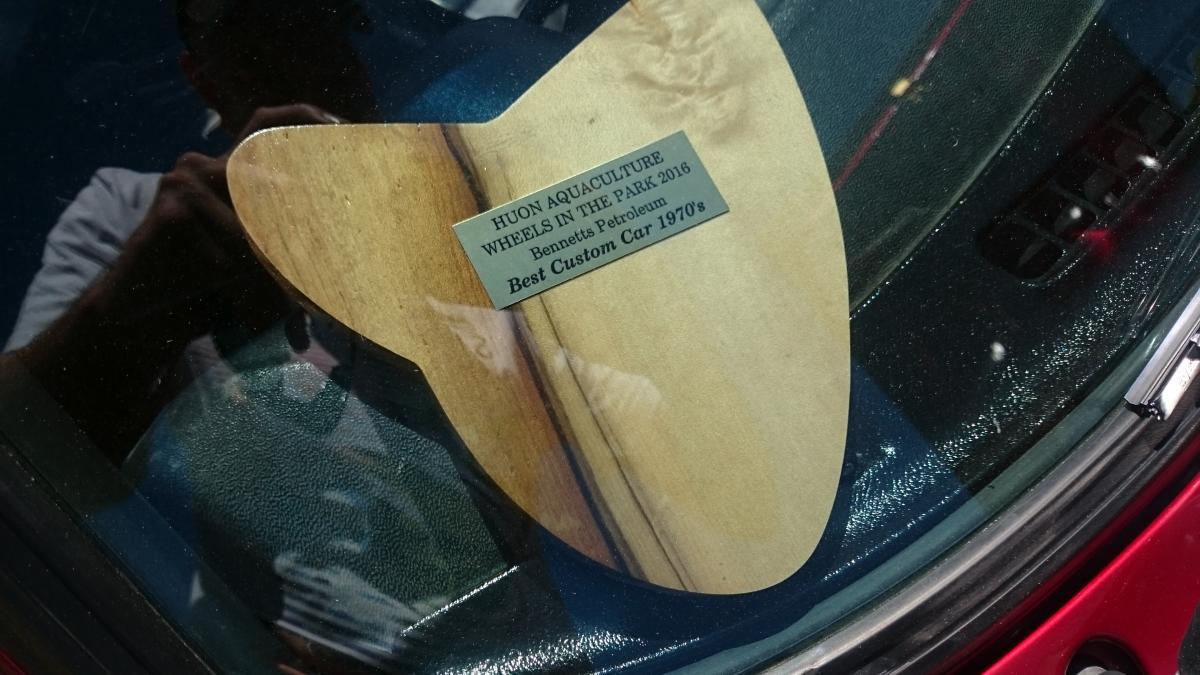 HUON AQUACULTURE
WHEELS IN THE PARK 2016
Bennetts Petroleum
Best Custom Car 1970's